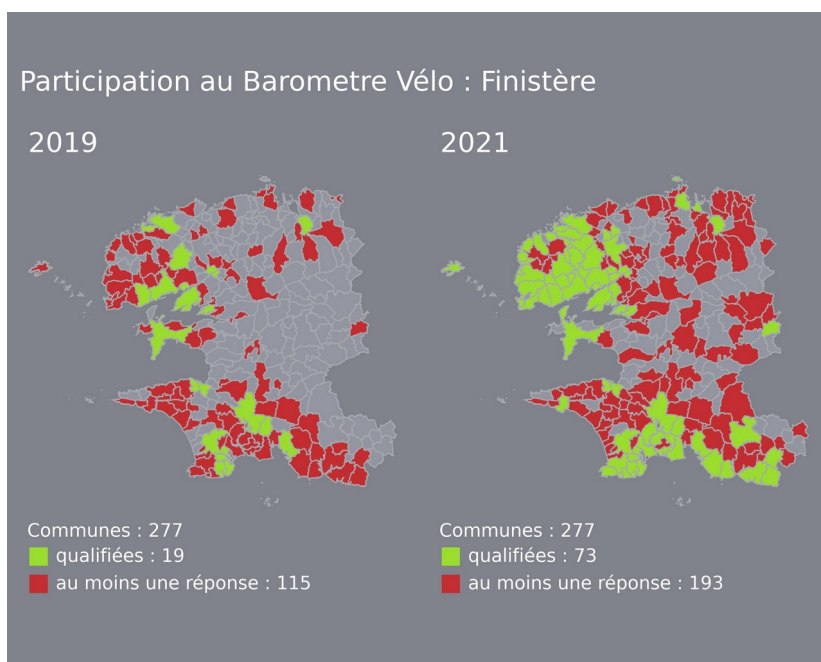 Participation au Barometre Vélo : Finistère
2019
2021
Communes : 277
qualifiées : 19
au moins une réponse : 115
Communes : 277
qualifiées : 73
au moins une réponse : 193